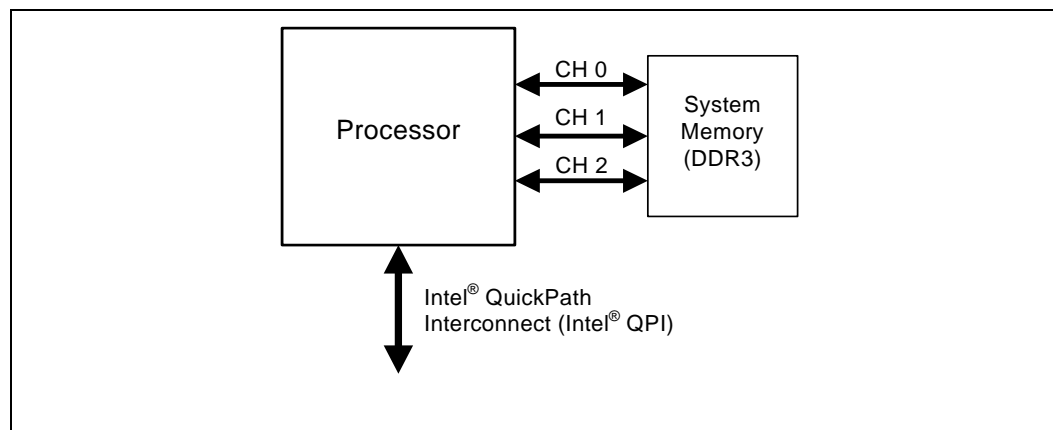 Processor
CH 0
CH 1
CH 2
System
Memory
(DDR3)
Intel® QuickPath
Interconnect (Intel® QPI)